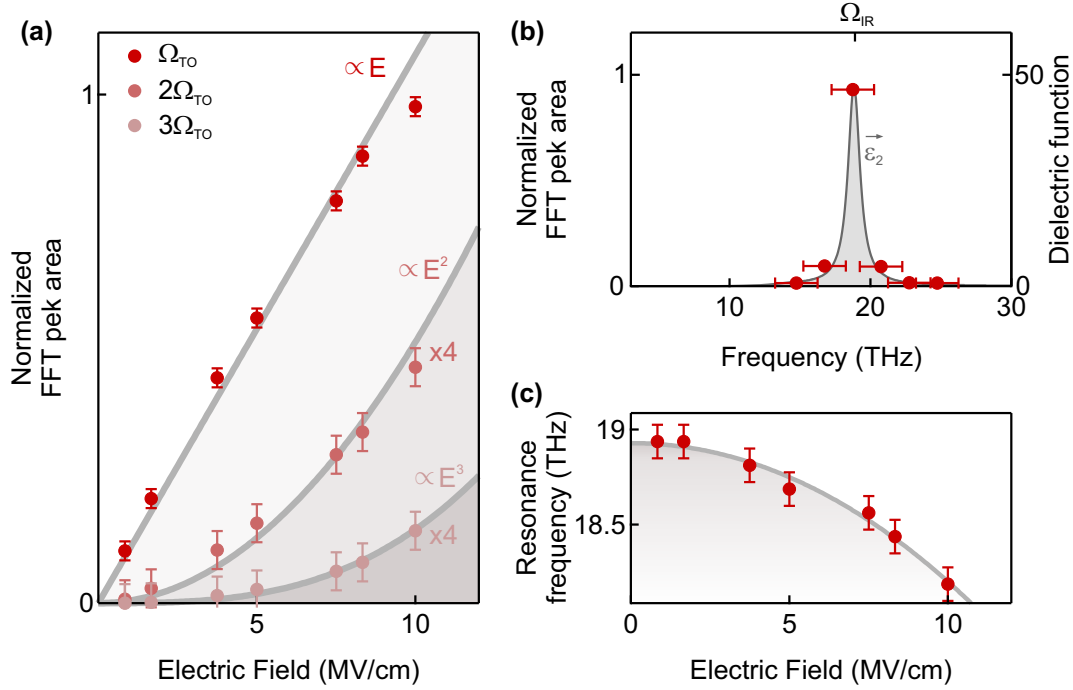 (a)
Ω_TO
2Ω_TO
3Ω_TO
∝E
∝E²
x4
∝E³
x4
1
0
Normalized
FFT pek area
5
10
Electric Field (MV/cm)
(b)
Ω_IR
1
0
Normalized
FFT pek area
50
0
Dielectric function
ε₂
10
20
30
Frequency (THz)
(c)
19
18.5
Resonance
frequency (THz)
0
5
10
Electric Field (MV/cm)